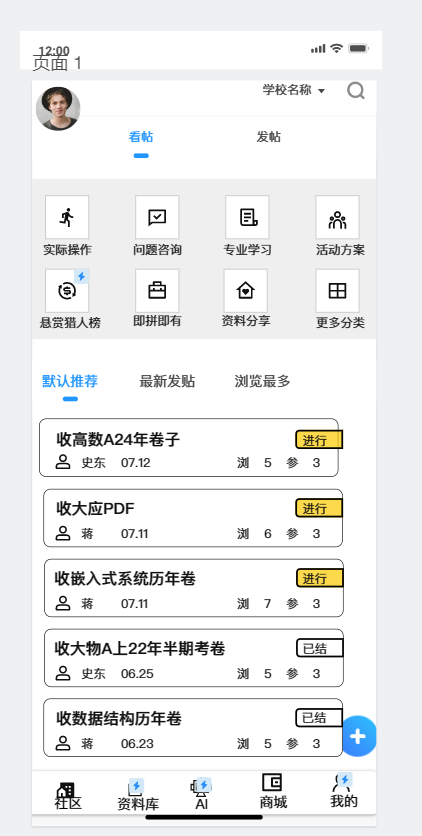 12:00
页面 1
学校名称
看帖 发帖
实际操作 问题咨询 专业学习 活动方案
悬赏猎人榜 即拼即有 资料分享 更多分类
默认推荐 最新发贴 浏览最多
收高数A24年卷子 进行
史东 07.12 浏 5 参 3
收大应PDF 进行
蒋 07.11 浏 6 参 3
收嵌入式系统历年卷 进行
蒋 07.11 浏 7 参 3
收大物A上22年半期考卷 已结
史东 06.25 浏 5 参 3
收数据结构历年卷 已结
蒋 06.23 浏 5 参 3
社区 资料库 AI 商城 我的